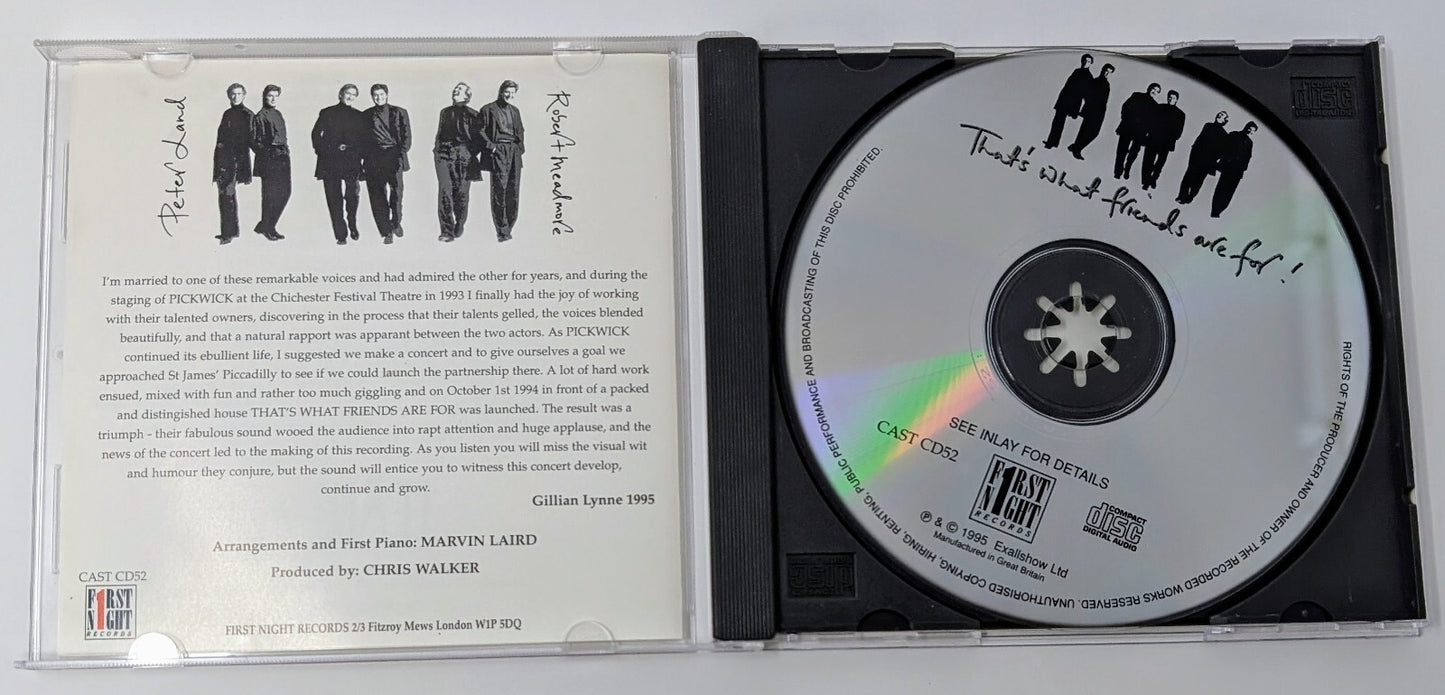 Peter Land
Robert Meadmore
I'm married to one of these remarkable voices and had admired the other for years, and during the
staging of PICKWICK at the Chichester Festival Theatre in 1993 I finally had the joy of working
with their talented owners, discovering in the process that their talents gelled, the voices blended
beautifully, and that a natural rapport was apparant between the two actors. As PICKWICK
continued its ebullient life, I suggested we make a concert and to give ourselves a goal we
approached St James' Piccadilly to see if we could launch the partnership there. A lot of hard work
ensued, mixed with fun and rather too much giggling and on October 1st 1994 in front of a packed
and distingished house THAT'S WHAT FRIENDS ARE FOR was launched. The result was a
triumph - their fabulous sound wooed the audience into rapt attention and huge applause, and the
news of the concert led to the making of this recording. As you listen you will miss the visual wit
and humour they conjure, but the sound will entice you to witness this concert develop,
continue and grow.
Gillian Lynne 1995
Arrangements and First Piano: MARVIN LAIRD
Produced by: CHRIS WALKER
CAST CD52
F1RST
N1GHT
RECORDS
FIRST NIGHT RECORDS 2/3 Fitzroy Mews London W1P 5DQ
That's what friends are for!
RIGHTS OF THE PRODUCER AND OWNER OF THE RECORDED WORKS RESERVED. UNAUTHORISED COPYING, HIRING, RENTING, PUBLIC PERFORMANCE AND BROADCASTING OF THIS DISC PROHIBITED.
CAST CD52
SEE INLAY FOR DETAILS
F1RST
N1GHT
RECORDS
COMPACT
disc
DIGITAL AUDIO
℗ & © 1995 Exallshow Ltd
Manufactured in Great Britain
COMPACT
disc
DIGITAL AUDIO